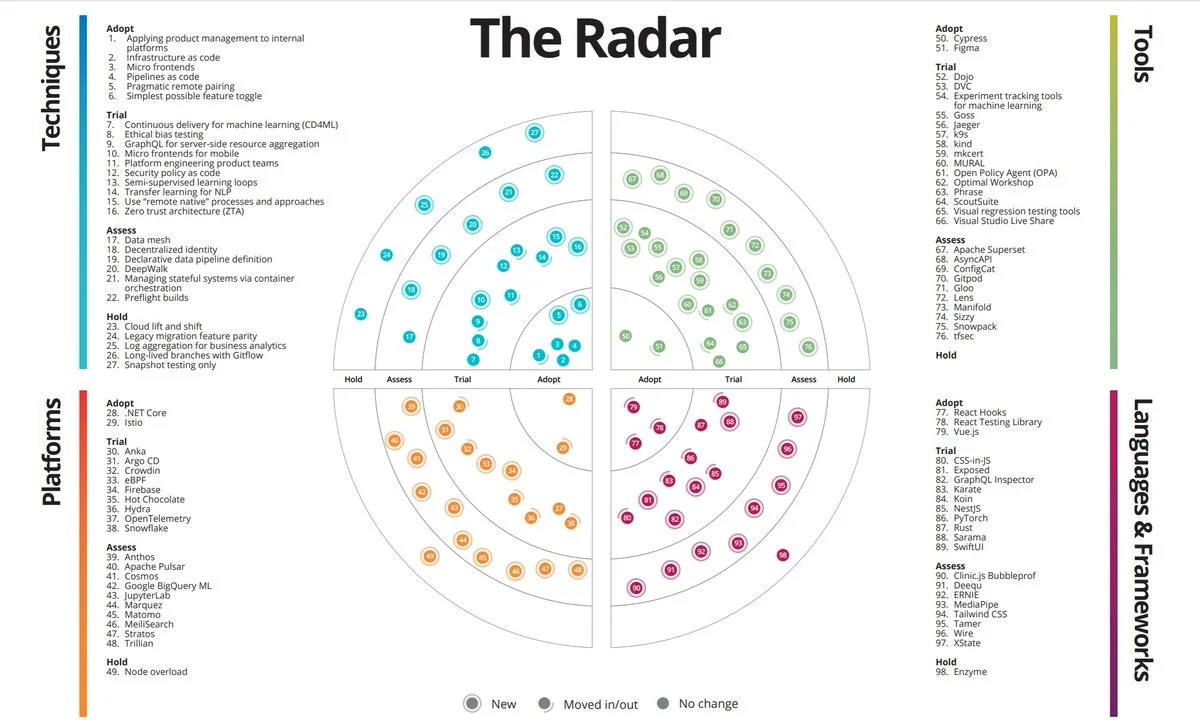 The Radar
Techniques
Adopt
1. Applying product management to internal
platforms
2. Infrastructure as code
3. Micro frontends
4. Pipelines as code
5. Pragmatic remote pairing
6. Simplest possible feature toggle
Trial
7. Continuous delivery for machine learning (CD4ML)
8. Ethical bias testing
9. GraphQL for server-side resource aggregation
10. Micro frontends for mobile
11. Platform engineering product teams
12. Security policy as code
13. Semi-supervised learning loops
14. Transfer learning for NLP
15. Use “remote native” processes and approaches
16. Zero trust architecture (ZTA)
Assess
17. Data mesh
18. Decentralized identity
19. Declarative data pipeline definition
20. DeepWalk
21. Managing stateful systems via container
orchestration
22. Preflight builds
Hold
23. Cloud lift and shift
24. Legacy migration feature parity
25. Log aggregation for business analytics
26. Long-lived branches with Gitflow
27. Snapshot testing only
Platforms
Adopt
28. .NET Core
29. Istio
Trial
30. Anka
31. Argo CD
32. Crowdin
33. eBPF
34. Firebase
35. Hot Chocolate
36. Hydra
37. OpenTelemetry
38. Snowflake
Assess
39. Anthos
40. Apache Pulsar
41. Cosmos
42. Google BigQuery ML
43. JupyterLab
44. Marquez
45. Matomo
46. MeiliSearch
47. Stratos
48. Trillian
Hold
49. Node overload
27
26
22
21
25
20
15
16
13
14
24
19
12
18
10
11
6
5
23
9
17
8
3
4
1
2
7
67
68
69
70
52
54
71
53
55
72
58
57
73
56
59
74
60
62
61
63
75
50
64
65
76
51
66
Hold Assess Trial Adopt Adopt Trial Assess Hold
28
39
30
31
40
32
29
41
33
34
42
35
43
37
36
38
44
49
45
46
47
48
79
89
97
87
88
78
77
96
86
85
83
84
95
81
94
80
82
93
92
98
91
90
New Moved in/out No change
Tools
Adopt
50. Cypress
51. Figma
Trial
52. Dojo
53. DVC
54. Experiment tracking tools
for machine learning
55. Goss
56. Jaeger
57. k9s
58. kind
59. mkcert
60. MURAL
61. Open Policy Agent (OPA)
62. Optimal Workshop
63. Phrase
64. ScoutSuite
65. Visual regression testing tools
66. Visual Studio Live Share
Assess
67. Apache Superset
68. AsyncAPI
69. ConfigCat
70. Gitpod
71. Gloo
72. Lens
73. Manifold
74. Sizzy
75. Snowpack
76. tfsec
Hold
Languages & Frameworks
Adopt
77. React Hooks
78. React Testing Library
79. Vue.js
Trial
80. CSS-in-JS
81. Exposed
82. GraphQL Inspector
83. Karate
84. Koin
85. NestJS
86. PyTorch
87. Rust
88. Sarama
89. SwiftUI
Assess
90. Clinic.js Bubbleprof
91. Deequ
92. ERNIE
93. MediaPipe
94. Tailwind CSS
95. Tamer
96. Wire
97. XState
Hold
98. Enzyme